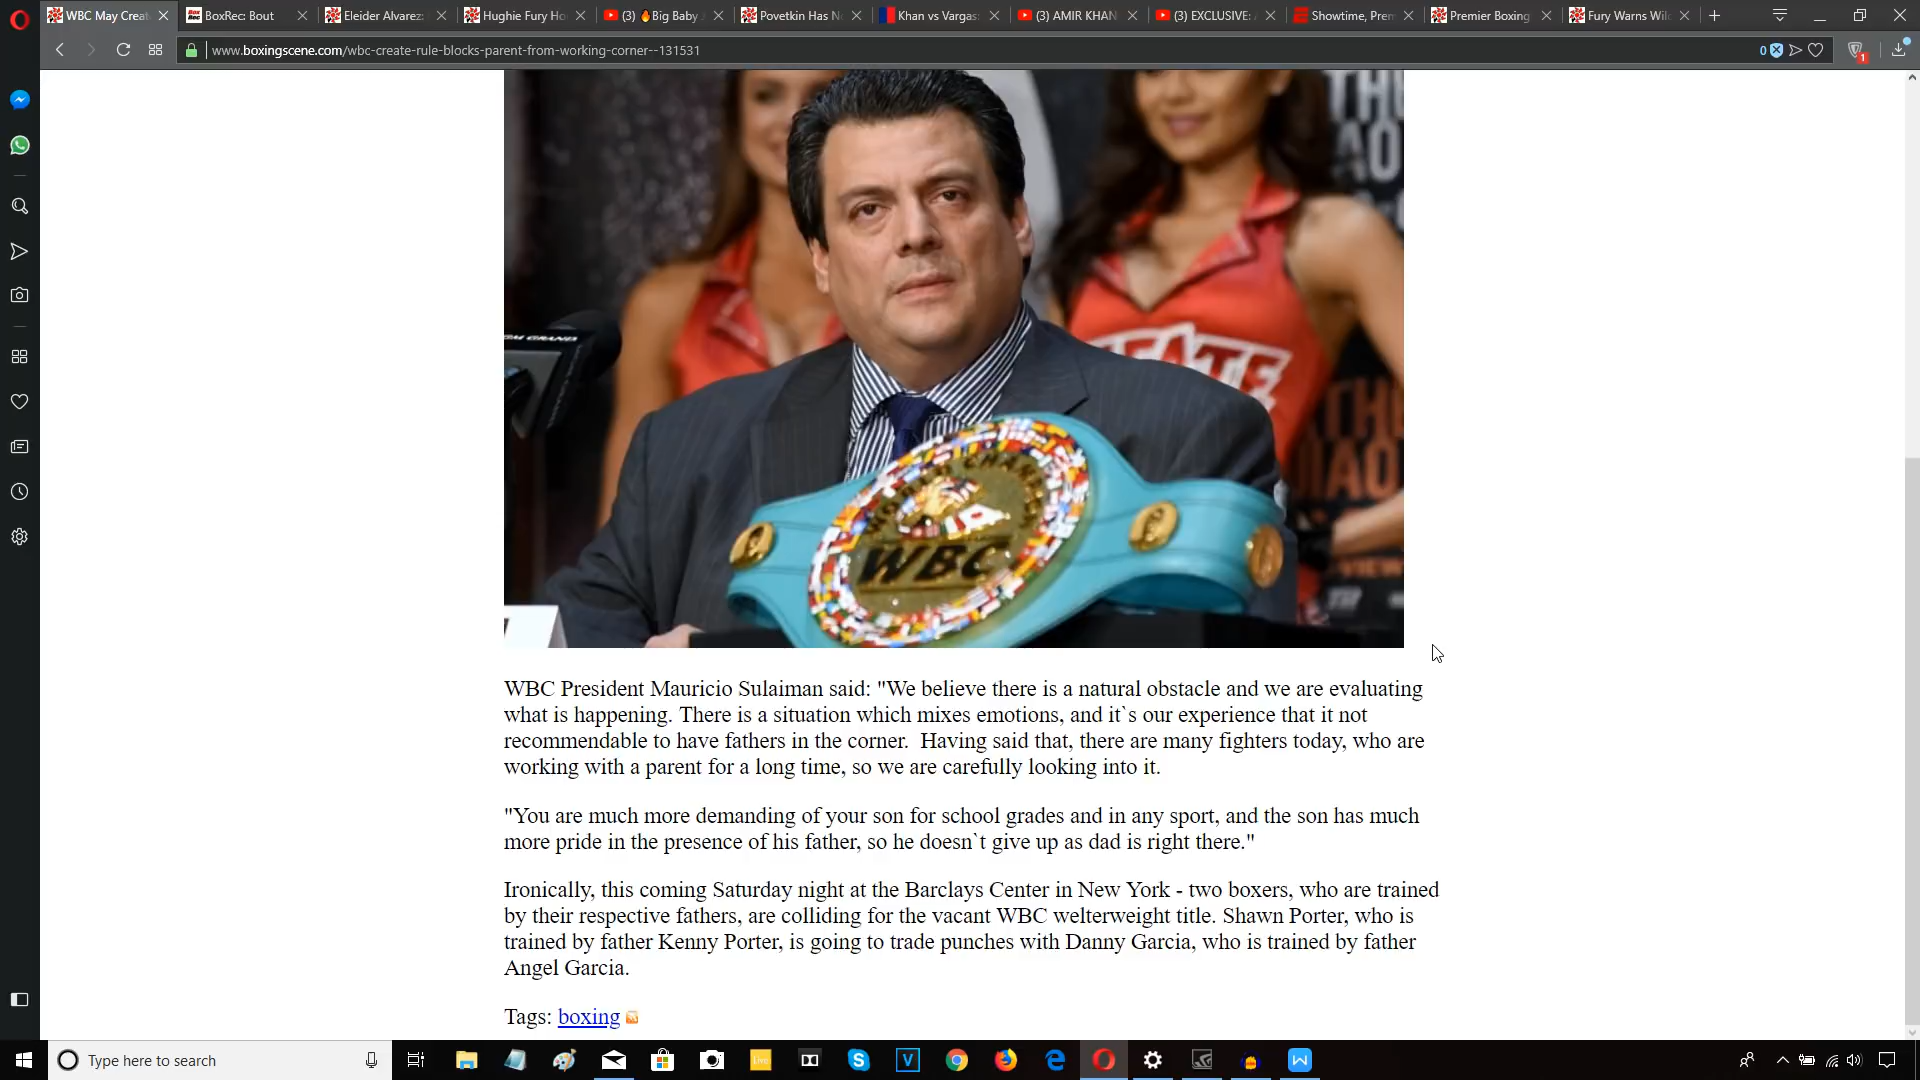 WBC May Creat
BoxRec: Bout
Eleider Alvarez:
Hughie Fury Ho
(3) 🔥Big Baby J
Povetkin Has N
Khan vs Vargas:
(3) AMIR KHAN
(3) EXCLUSIVE:
Showtime, Prem
Premier Boxing
Fury Warns Wil
www.boxingscene.com/wbc-create-rule-blocks-parent-from-working-corner--131531
0
1
OM GRAND
WBC
WBC President Mauricio Sulaiman said: "We believe there is a natural obstacle and we are evaluating
what is happening. There is a situation which mixes emotions, and it`s our experience that it not
recommendable to have fathers in the corner.  Having said that, there are many fighters today, who are
working with a parent for a long time, so we are carefully looking into it.
"You are much more demanding of your son for school grades and in any sport, and the son has much
more pride in the presence of his father, so he doesn`t give up as dad is right there."
Ironically, this coming Saturday night at the Barclays Center in New York - two boxers, who are trained
by their respective fathers, are colliding for the vacant WBC welterweight title. Shawn Porter, who is
trained by father Kenny Porter, is going to trade punches with Danny Garcia, who is trained by father
Angel Garcia.
Tags: boxing
Type here to search